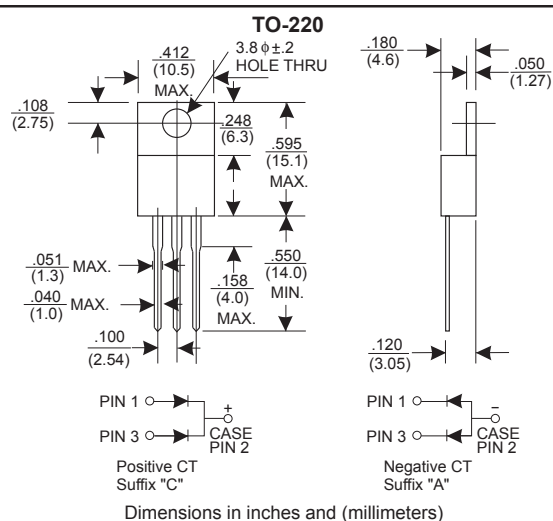 TO-220
.412
(10.5)
MAX.
3.8 ϕ±.2
HOLE THRU
.180
(4.6)
.050
(1.27)
.108
(2.75)
.248
(6.3)
.595
(15.1)
MAX.
.051
(1.3) MAX.
.040
(1.0) MAX.
.158
(4.0)
MAX.
.550
(14.0)
MIN.
.100
(2.54)
.120
(3.05)
PIN 1
+
PIN 3
CASE
PIN 2
Positive CT
Suffix "C"
PIN 1
–
PIN 3
CASE
PIN 2
Negative CT
Suffix "A"
Dimensions in inches and (millimeters)